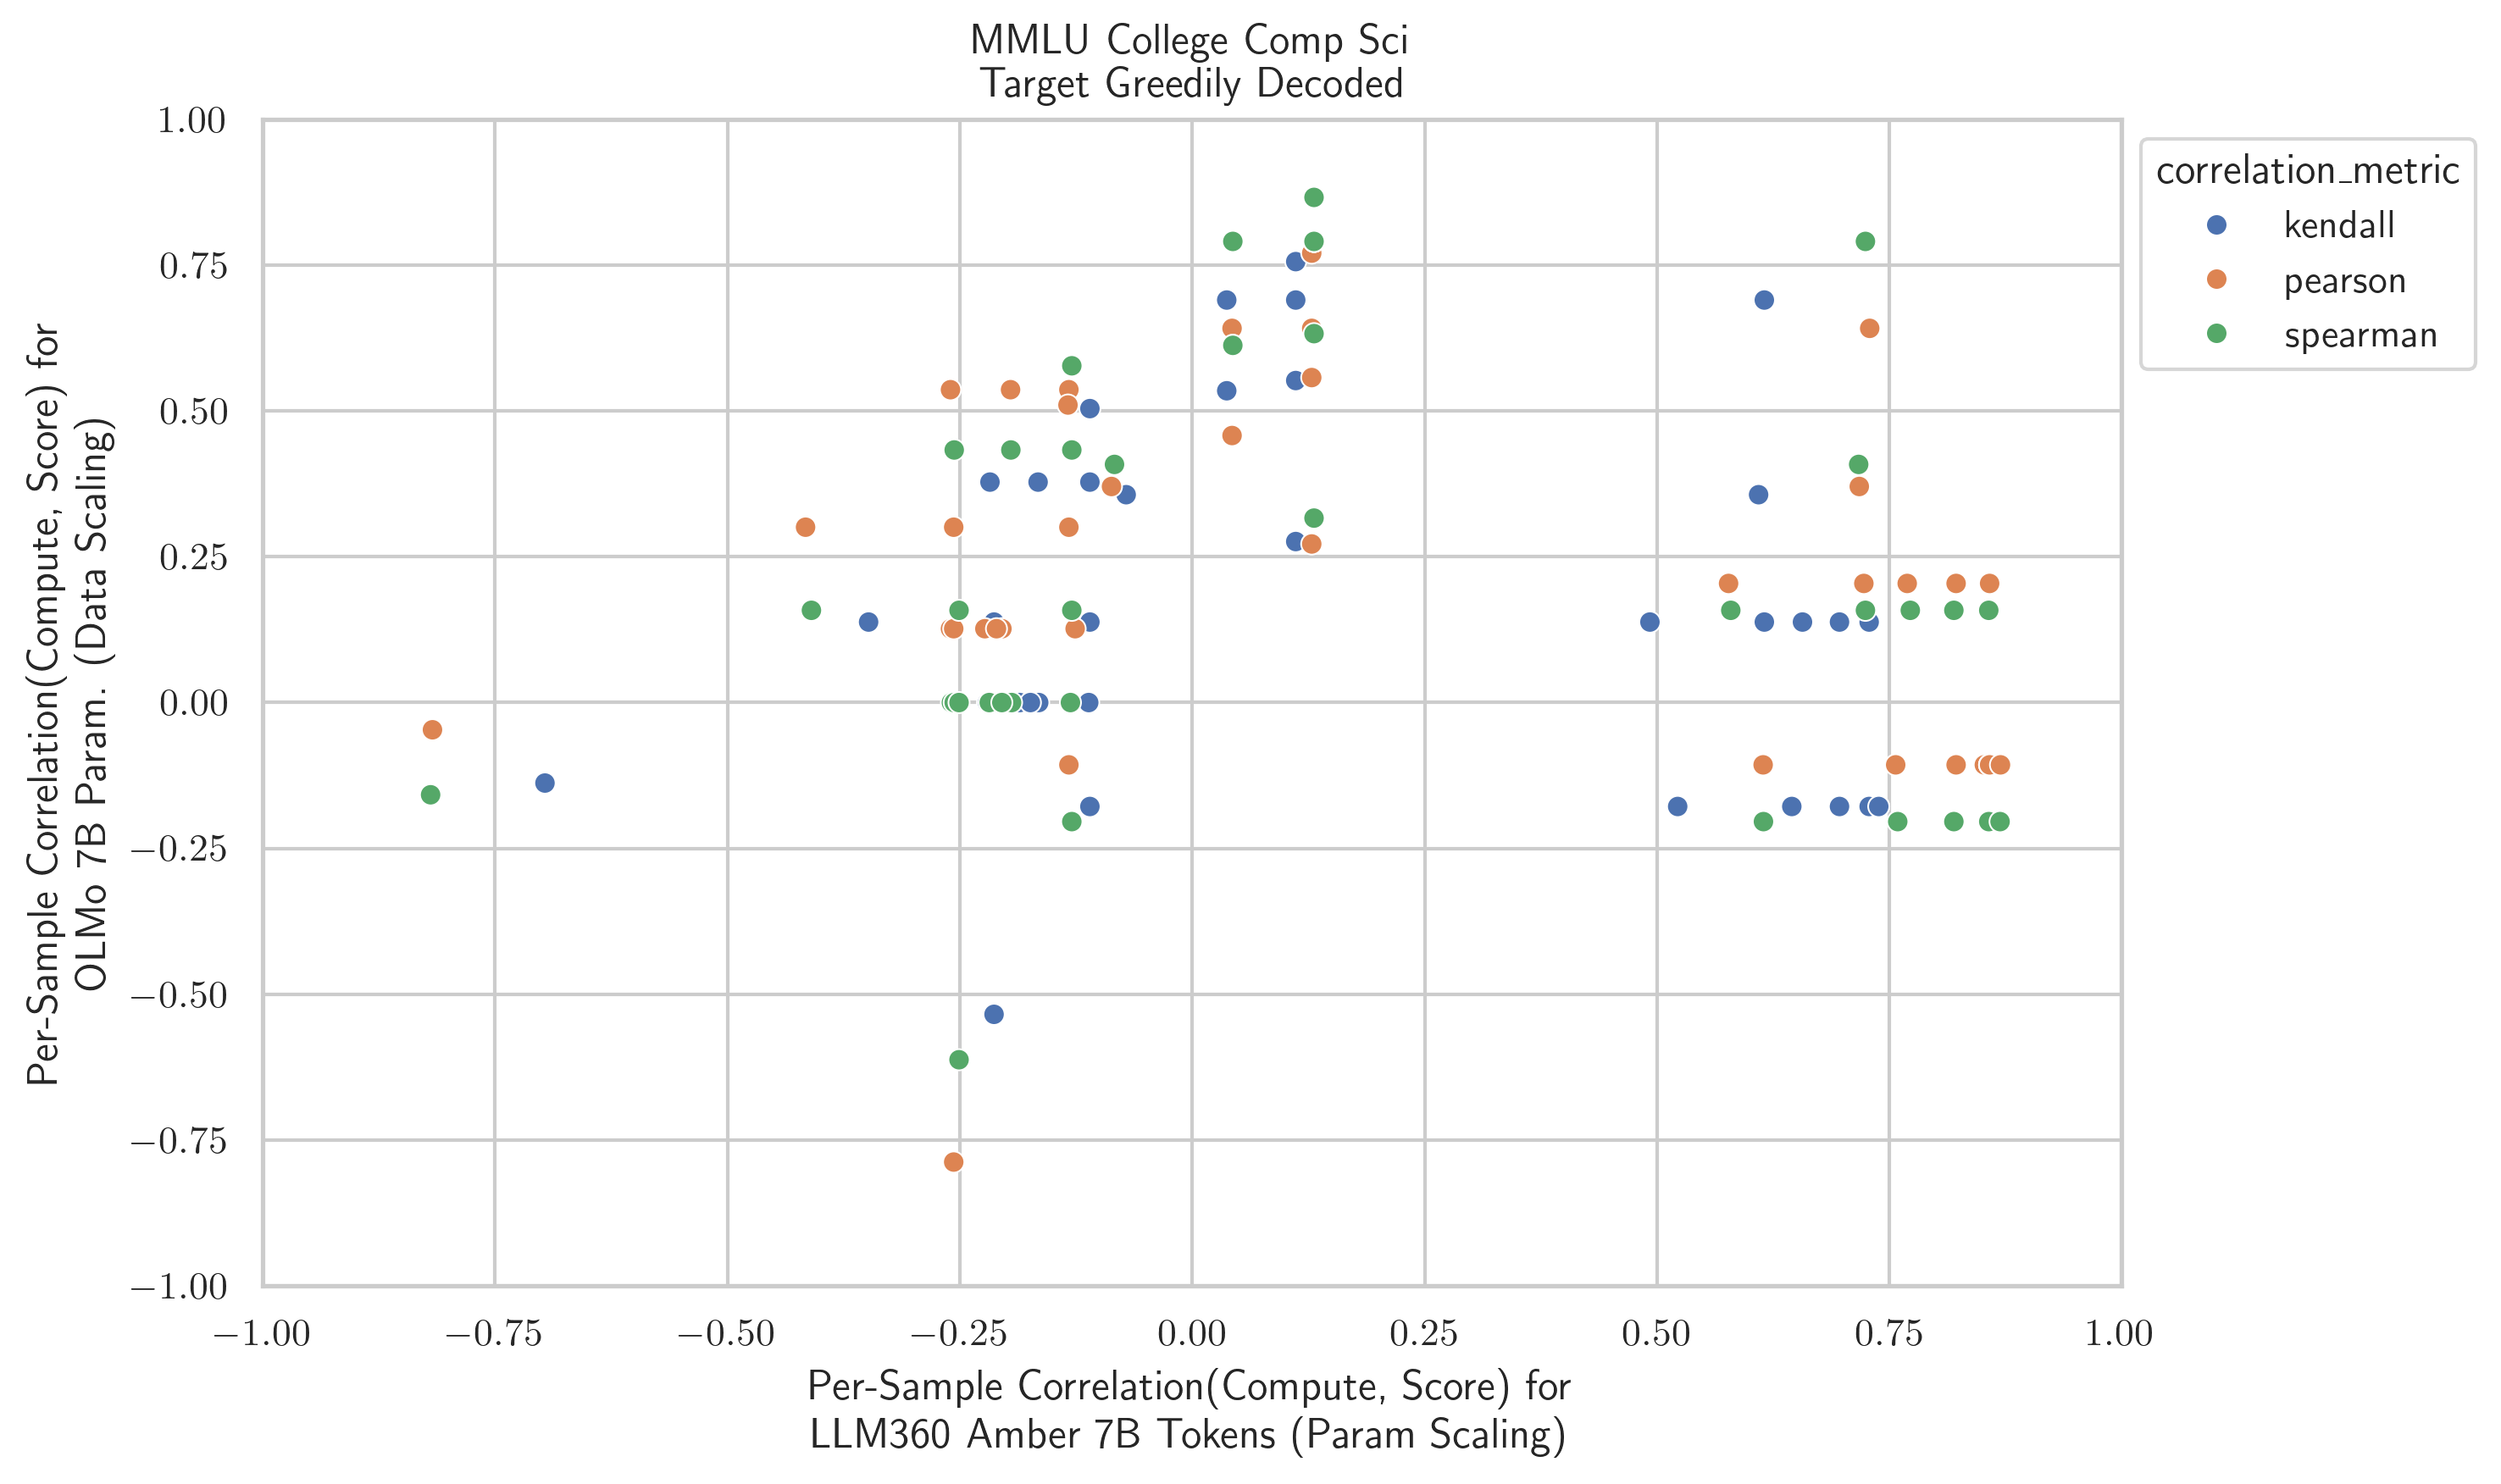 MMLU College Comp Sci
Target Greedily Decoded
Per-Sample Correlation(Compute, Score) for
OLMo 7B Param. (Data Scaling)
1.00
0.75
0.50
0.25
0.00
−0.25
−0.50
−0.75
−1.00
−1.00
−0.75
−0.50
−0.25
0.00
0.25
0.50
0.75
1.00
Per-Sample Correlation(Compute, Score) for
LLM360 Amber 7B Tokens (Param Scaling)
correlation_metric
kendall
pearson
spearman